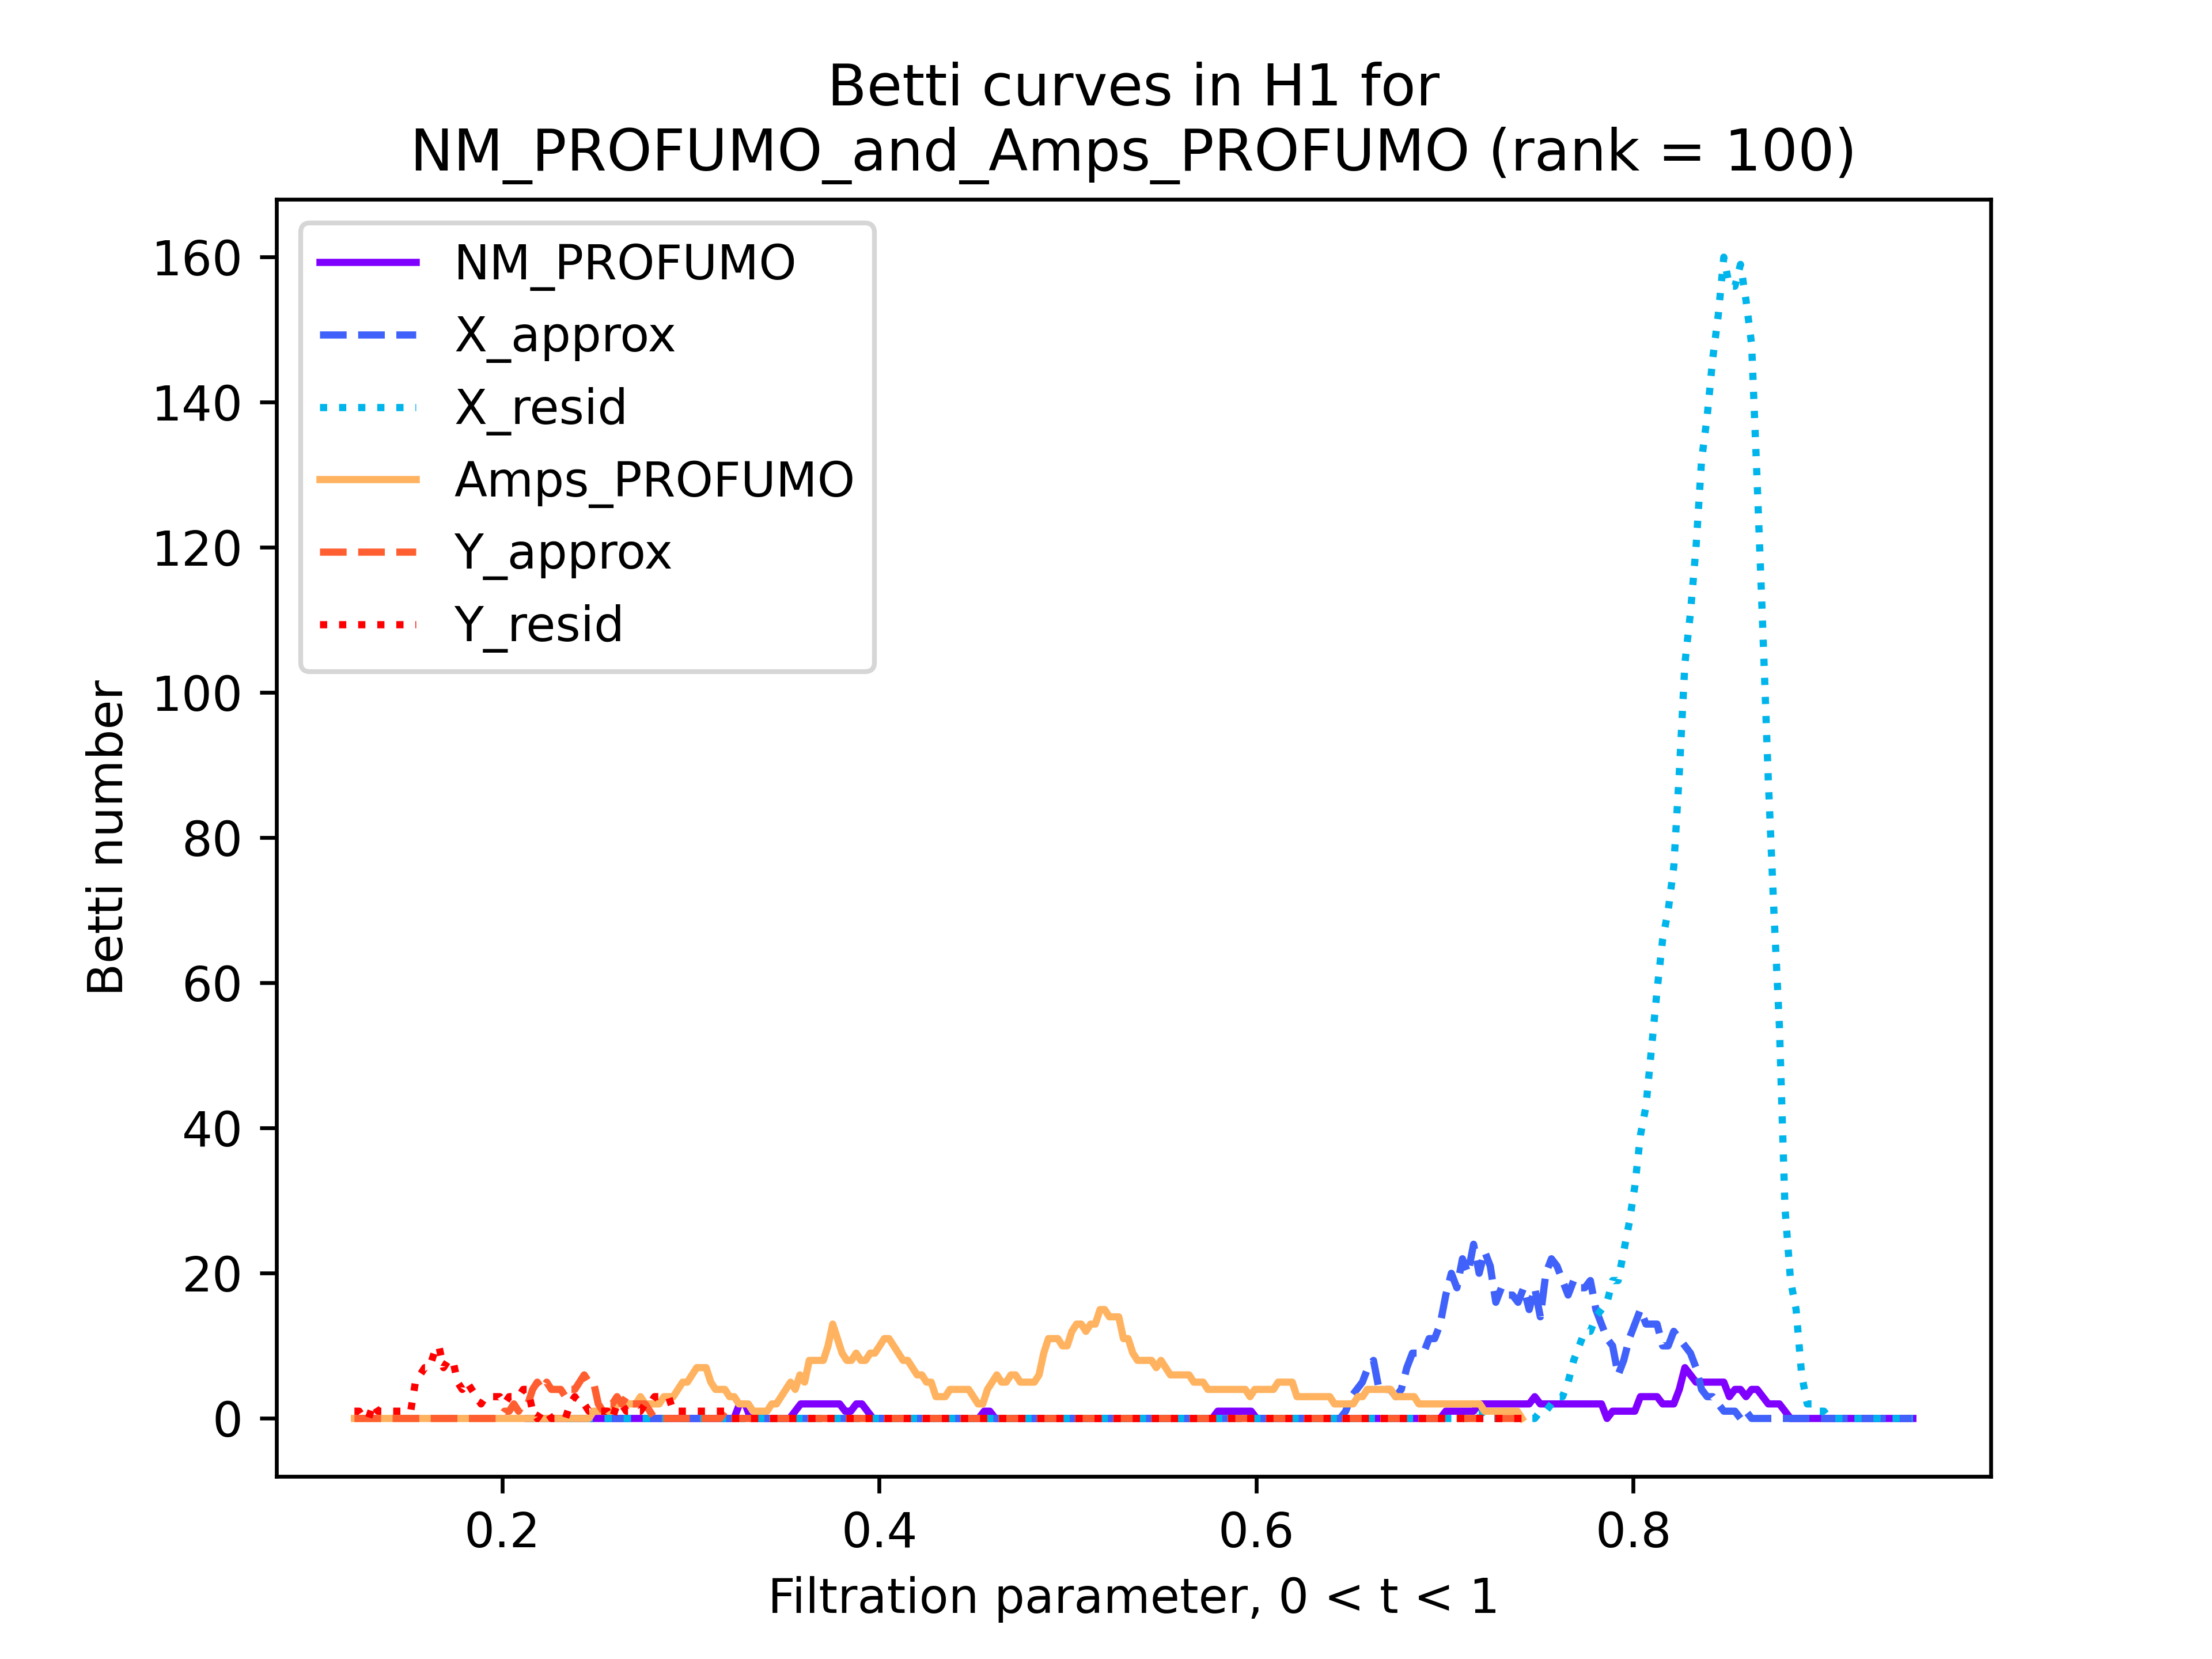 Betti curves in H1 for
NM_PROFUMO_and_Amps_PROFUMO (rank = 100)
NM_PROFUMO
X_approx
X_resid
Amps_PROFUMO
Y_approx
Y_resid
Betti number
160
140
120
100
80
60
40
20
0
0.2 0.4 0.6 0.8
Filtration parameter, 0 < t < 1